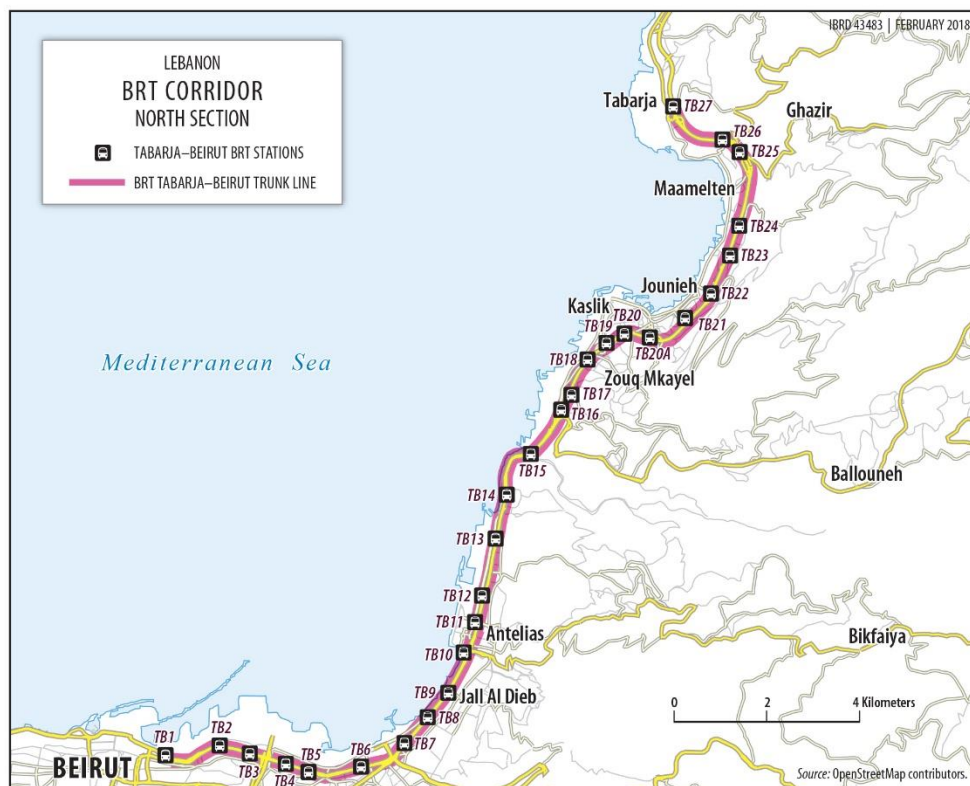 IBRD 43483 | FEBRUARY 2018
LEBANON
BRT CORRIDOR
NORTH SECTION
TABARJA–BEIRUT BRT STATIONS
BRT TABARJA–BEIRUT TRUNK LINE
Tabarja
TB27
Ghazir
TB26
TB25
Maamelten
TB24
TB23
Jounieh
TB22
Kaslik
TB21
TB20
TB19
TB20A
TB18
Zouq Mkayel
Mediterranean Sea
TB17
TB16
TB15
Ballouneh
TB14
TB13
TB12
TB11
Antelias
Bikfaiya
TB10
TB9
Jall Al Dieb
TB8
0 2 4 Kilometers
TB1
TB2
TB3
TB4
TB5
TB6
TB7
BEIRUT
Source: OpenStreetMap contributors.